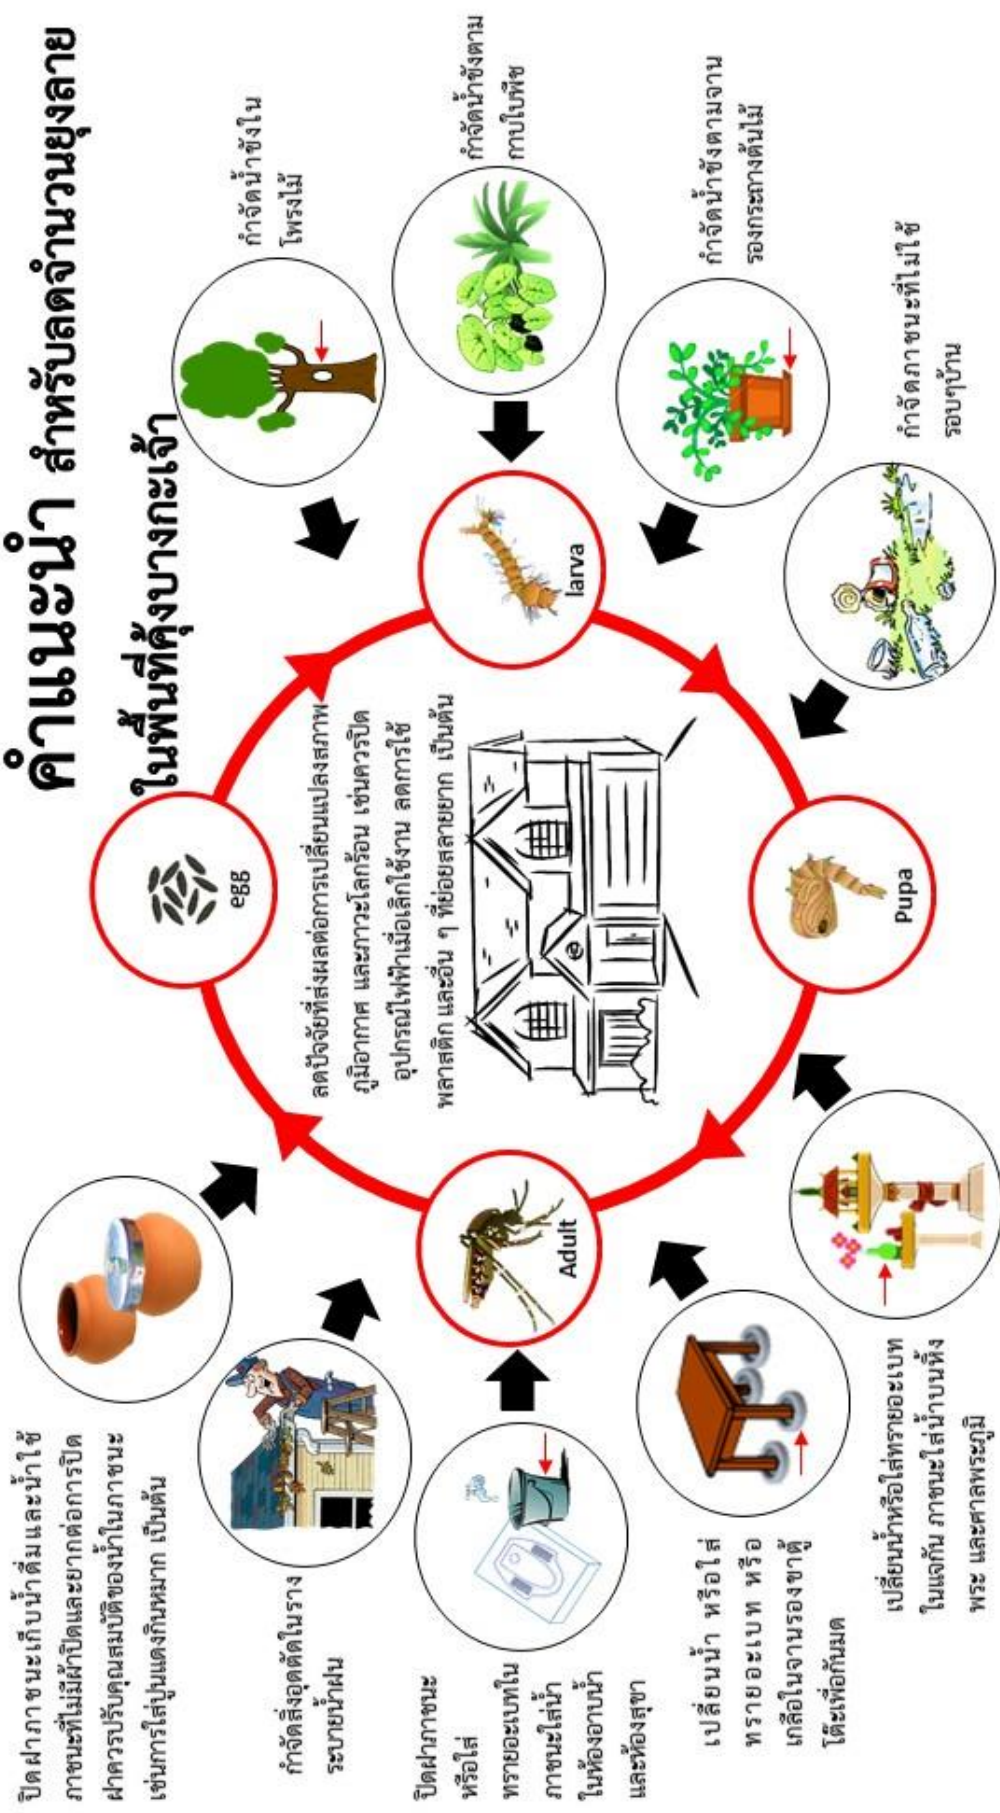 คำแนะนำ สำหรับลดจำนวนยุงลาย
ในพื้นที่คุ้งบางกะเจ้า
ปิดฝาภาชนะเก็บน้ำดื่มและน้ำใช้
ภาชนะที่ไม่มีผ้าปิดและยากต่อการปิด
ฝาควรปรับคุณสมบัติของน้ำในภาชนะ
เช่นการใส่ปูนแดงกินหมาก เป็นต้น
กำจัดสิ่งอุดตัดในราง
ระบายน้ำฝน
ปิดฝาภาชนะ
หรือใส่
ทรายอะเบทใน
ภาชนะใส่น้ำ
ในห้องอาบน้ำ
และห้องสุขา
เปลี่ยนน้ำ หรือใส่
ทรายอะเบท หรือ
เกลือในจานรองขาตู้
โต๊ะเพื่อกันมด
เปลี่ยนน้ำหรือใส่ทรายอะเบท
ในแจกัน ภาชนะใส่น้ำบนหิ้ง
พระ และศาลพระภูมิ
egg
ลดปัจจัยที่ส่งผลต่อการเปลี่ยนแปลงสภาพ
ภูมิอากาศ และภาวะโลกร้อน เช่นควรปิด
อุปกรณ์ไฟฟ้าเมื่อเลิกใช้งาน ลดการใช้
พลาสติก และอื่น ๆ ที่ย่อยสลายยาก เป็นต้น
Adult
larva
Pupa
กำจัดน้ำขังใน
โพรงไม้
กำจัดน้ำขังตาม
กาบใบพืช
กำจัดน้ำขังตามจาน
รองกระถางต้นไม้
กำจัดภาชนะที่ไม่ใช้
รอบๆบ้าน